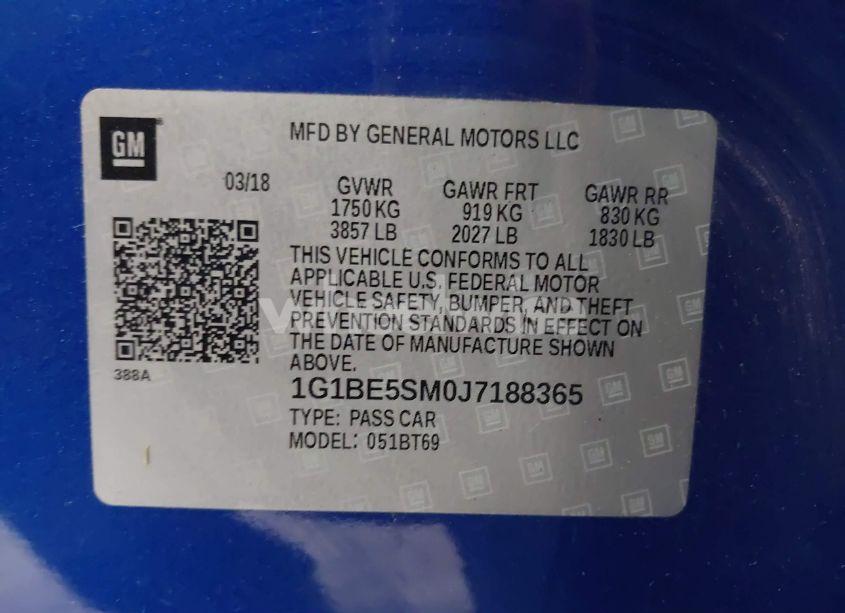 GM
MFD BY GENERAL MOTORS LLC
03/18
GVWR GAWR FRT GAWR RR
1750 KG 919 KG 830 KG
3857 LB 2027 LB 1830 LB
THIS VEHICLE CONFORMS TO ALL
APPLICABLE U.S. FEDERAL MOTOR
VEHICLE SAFETY, BUMPER, AND THEFT
PREVENTION STANDARDS IN EFFECT ON
THE DATE OF MANUFACTURE SHOWN
ABOVE.
388A
1G1BE5SM0J7188365
TYPE: PASS CAR
MODEL: 051BT69